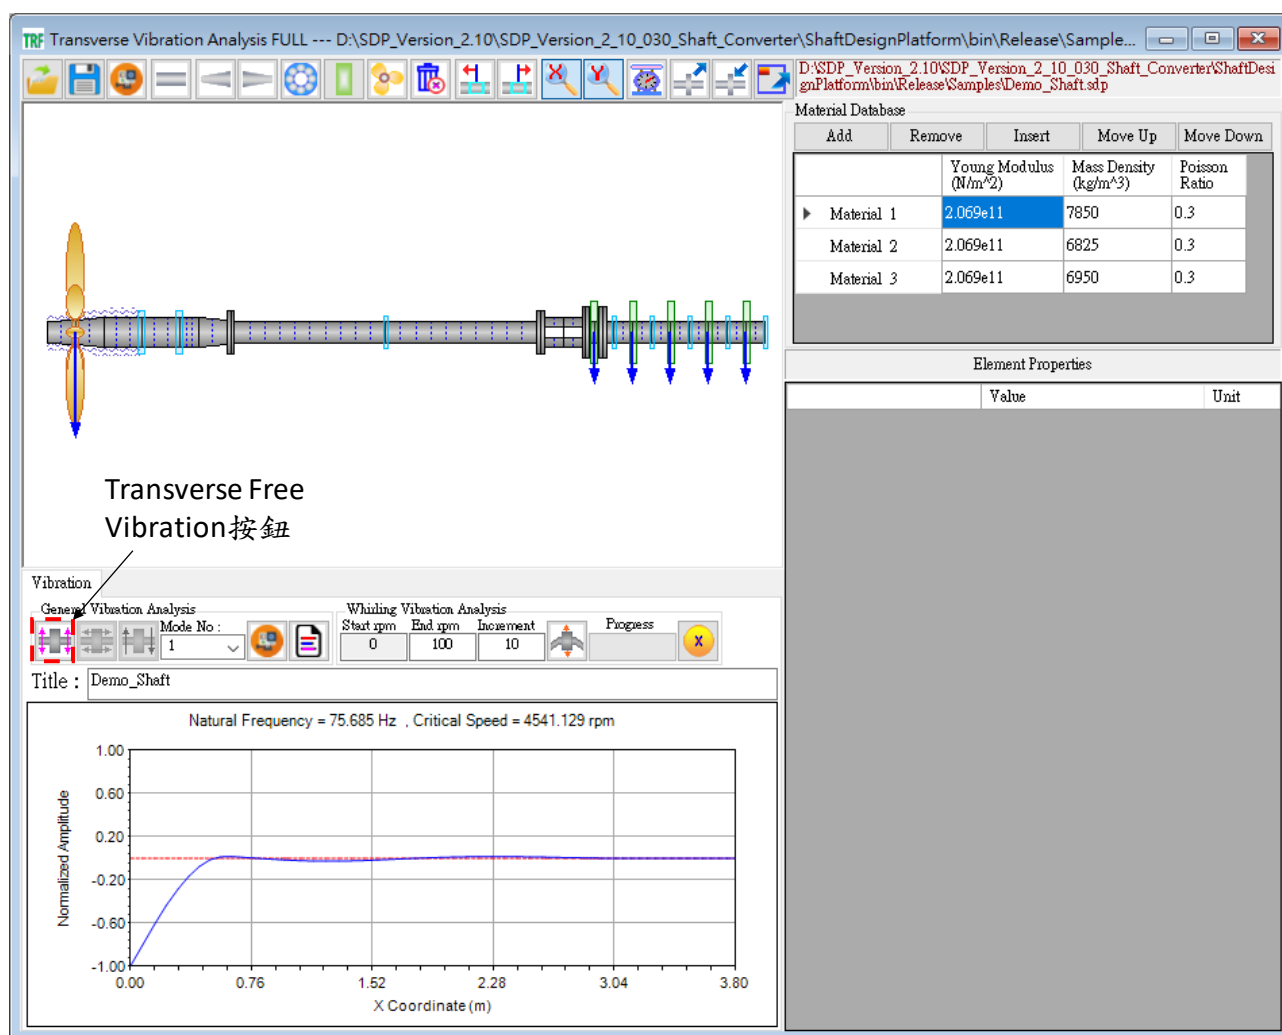 TRF Transverse Vibration Analysis FULL --- D:\SDP_Version_2.10\SDP_Version_2_10_030_Shaft_Converter\ShaftDesignPlatform\bin\Release\Sample...
X Y
D:\SDP_Version_2.10\SDP_Version_2_10_030_Shaft_Converter\ShaftDesi
gnPlatform\bin\Release\Samples\Demo_Shaft.sdp
Material Database
Add Remove Insert Move Up Move Down
Young Modulus Mass Density Poisson
(N/m^2) (kg/m^3) Ratio
Material 1 2.069e11 7850 0.3
Material 2 2.069e11 6825 0.3
Material 3 2.069e11 6950 0.3
Element Properties
Value Unit
Transverse Free
Vibration按鈕
Vibration
General Vibration Analysis Whirling Vibration Analysis
Mode No : Start rpm End rpm Increment Progress
1 0 100 10 X
Title : Demo_Shaft
Natural Frequency = 75.685 Hz , Critical Speed = 4541.129 rpm
1.00
0.60
0.20
-0.20
-0.60
-1.00
Normalized Amplitude
0.00 0.76 1.52 2.28 3.04 3.80
X Coordinate (m)